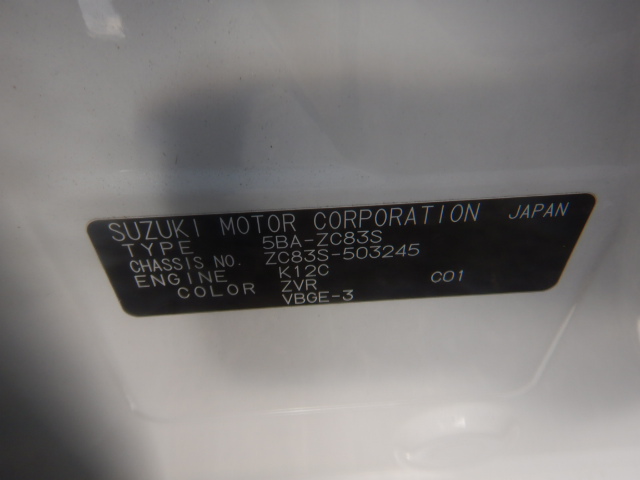 SUZUKI MOTOR CORPORATION JAPAN
TYPE 5BA-ZC83S
CHASSIS NO. ZC83S-503245
ENGINE K12C
COLOR ZVR C01
VBGE-3